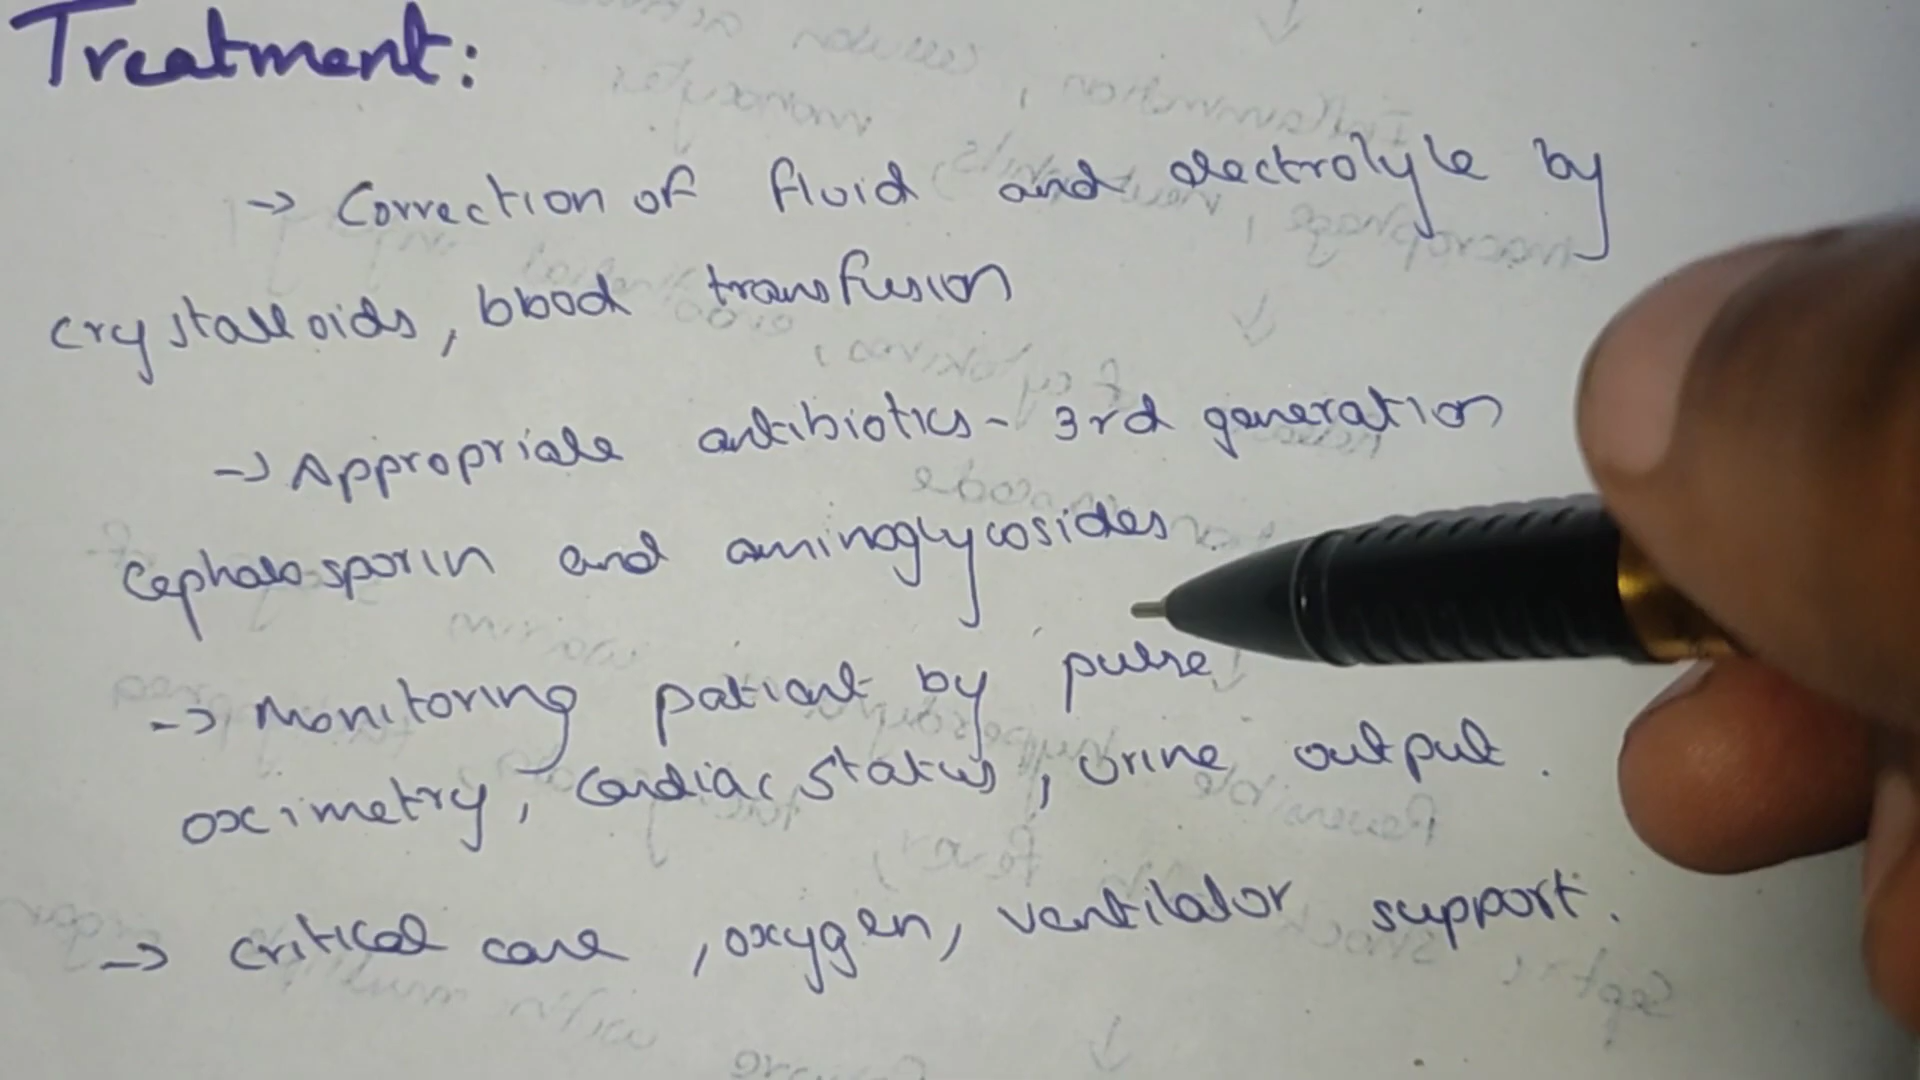 Treatment:
→ Correction of fluid and electrolyte by
crystalloids, blood transfusion
→ Appropriate antibiotics - 3rd generation
Cephalosporin and aminoglycosides
→ Monitoring patient by pulse
oximetry, Cardiac status, Urine output.
→ Critical care, oxygen, ventilator support.